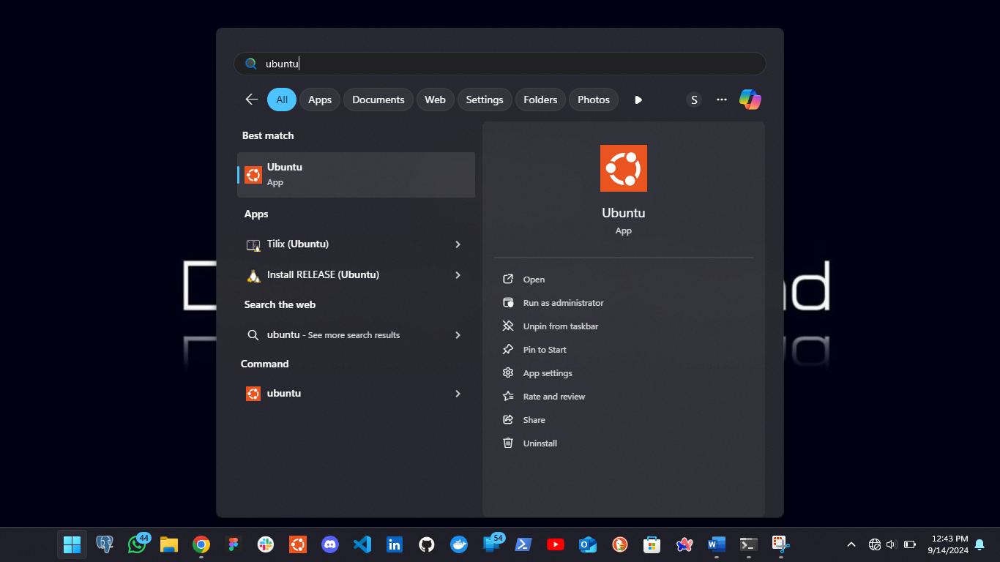 ubuntu
All
Apps
Documents
Web
Settings
Folders
Photos
S
Best match
Ubuntu
App
Apps
Tilix (Ubuntu)
Install RELEASE (Ubuntu)
Search the web
ubuntu - See more search results
Command
ubuntu
Ubuntu
App
Open
Run as administrator
Unpin from taskbar
Pin to Start
App settings
Rate and review
Share
Uninstall
44
54
12:43 PM
9/14/2024